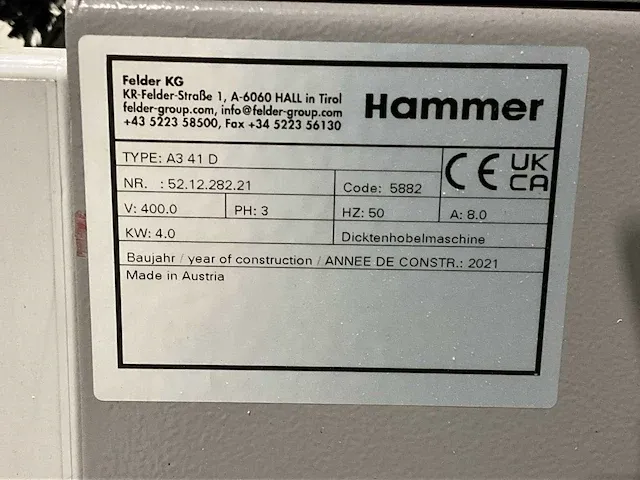 Felder KG
KR-Felder-Straße 1, A-6060 HALL in Tirol
felder-group.com, info@felder-group.com
+43 5223 58500, Fax +34 5223 56130
Hammer
TYPE: A3 41 D
NR. : 52.12.282.21
Code: 5882
CE UK CA
V: 400.0
PH: 3
HZ: 50
A: 8.0
KW: 4.0
Dicktenhobelmaschine
Baujahr / year of construction / ANNEE DE CONSTR.: 2021
Made in Austria